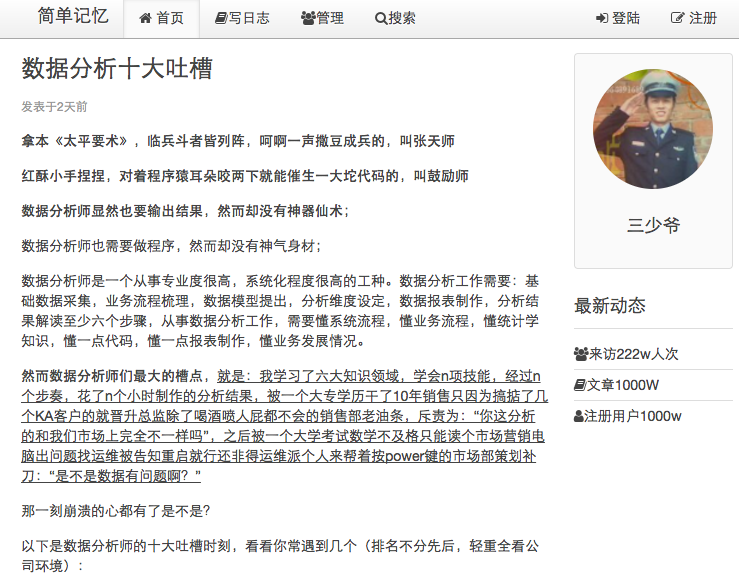 简单记忆 首页 写日志 管理 搜索 登陆 注册
数据分析十大吐槽
发表于2天前
拿本《太平要术》，临兵斗者皆列阵，呵啊一声撒豆成兵的，叫张天师
红酥小手捏捏，对着程序猿耳朵咬两下就能催生一大坨代码的，叫鼓励师
数据分析师显然也要输出结果，然而却没有神器仙术；
数据分析师也需要做程序，然而却没有神气身材；
数据分析师是一个从事专业度很高，系统化程度很高的工种。数据分析工作需要：基
础数据采集，业务流程梳理，数据模型提出，分析维度设定，数据报表制作，分析结
果解读至少六个步骤，从事数据分析工作，需要懂系统流程，懂业务流程，懂统计学
知识，懂一点代码，懂一点报表制作，懂业务发展情况。
然而数据分析师们最大的槽点，就是：我学习了六大知识领域，学会n项技能，经过n
个步奏，花了n个小时制作的分析结果，被一个大专学历干了10年销售只因为搞掂了几
个KA客户的就晋升总监除了喝酒喷人屁都不会的销售部老油条，斥责为：“你这分析
的和我们市场上完全不一样吗”，之后被一个大学考试数学不及格只能读个市场营销电
脑出问题找运维被告知重启就行还非得运维派个人来帮着按power键的市场部策划补
刀：“是不是数据有问题啊？”
那一刻崩溃的心都有了是不是？
以下是数据分析师的十大吐槽时刻，看看你常遇到几个（排名不分先后，轻重全看公
司环境）：
三少爷
最新动态
来访222w人次
文章1000W
注册用户1000w